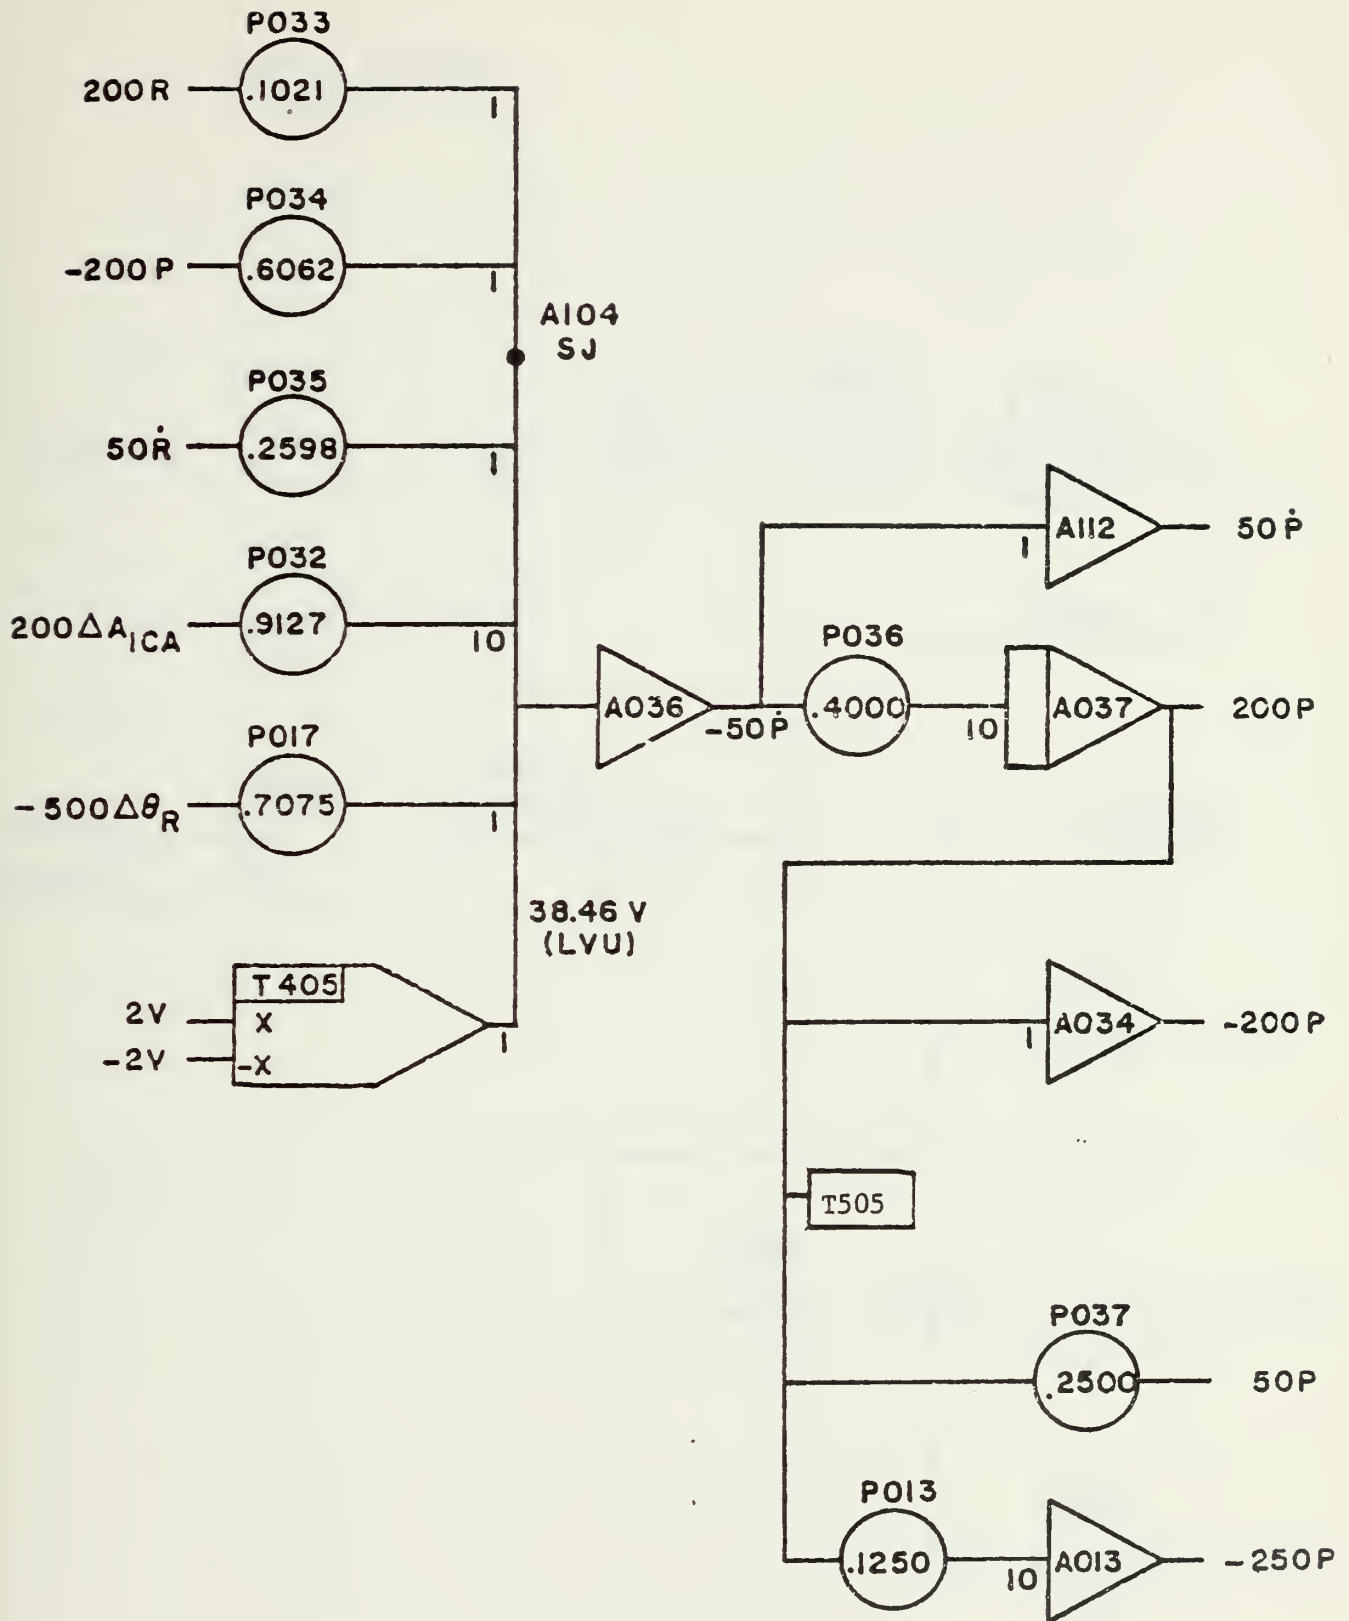 P033
200R
.1021
1
P034
-200P
.6062
1
A104
SJ
P035
50Ṙ
.2598
1
P032
200ΔA1CA
.9127
10
P017
-500ΔθR
.7075
1
38.46 V
(LVU)
T405
2V
X
-2V
-X
1
A036
-50Ṗ
1
A112
50Ṗ
P036
.4000
10
A037
200P
1
A034
-200P
T505
P037
.2500
50P
P013
.1250
10
A013
-250P